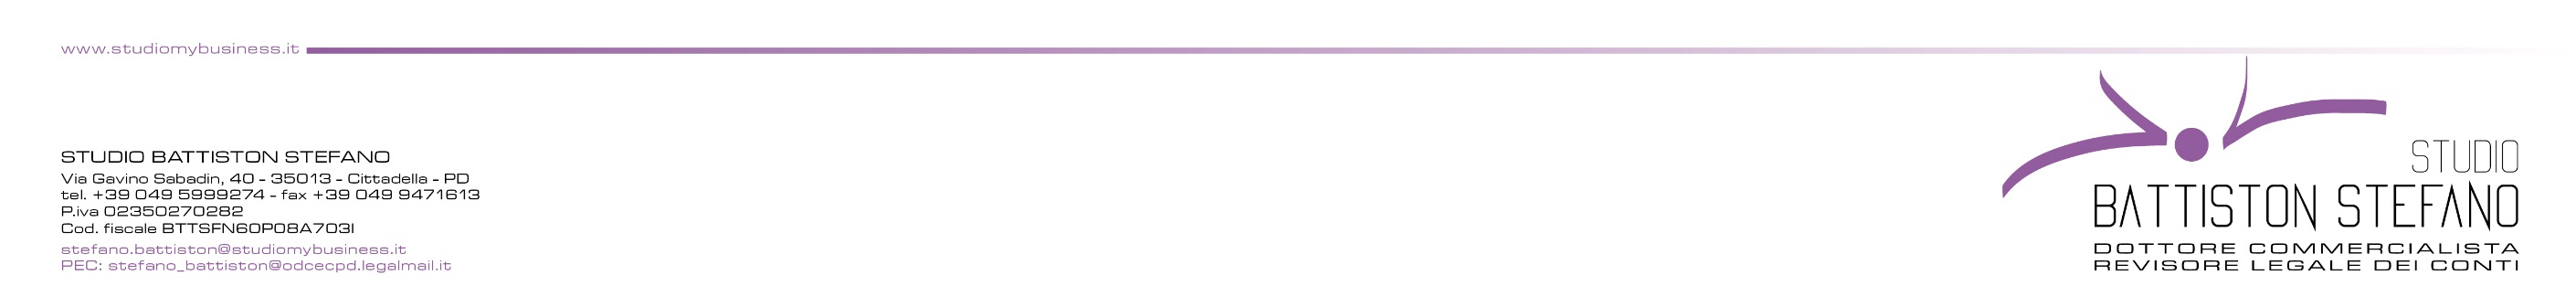 www.studiomybusiness.it
STUDIO BATTISTON STEFANO
Via Gavino Sabadin, 40 - 35013 - Cittadella - PD
tel. +39 049 5999274 - fax +39 049 9471613
P.iva 02350270282
Cod. fiscale BTTSFN60P08A703I
stefano.battiston@studiomybusiness.it
PEC: stefano_battiston@odcecpd.legalmail.it
STUDIO
BATTISTON STEFANO
DOTTORE COMMERCIALISTA
REVISORE LEGALE DEI CONTI